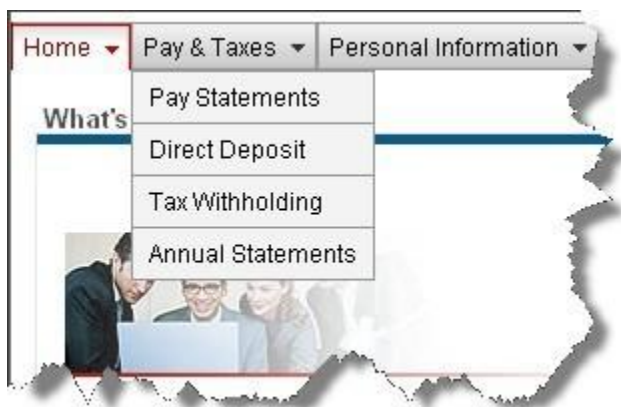 Home Pay & Taxes Personal Information
Pay Statements
What's
Direct Deposit
Tax Withholding
Annual Statements